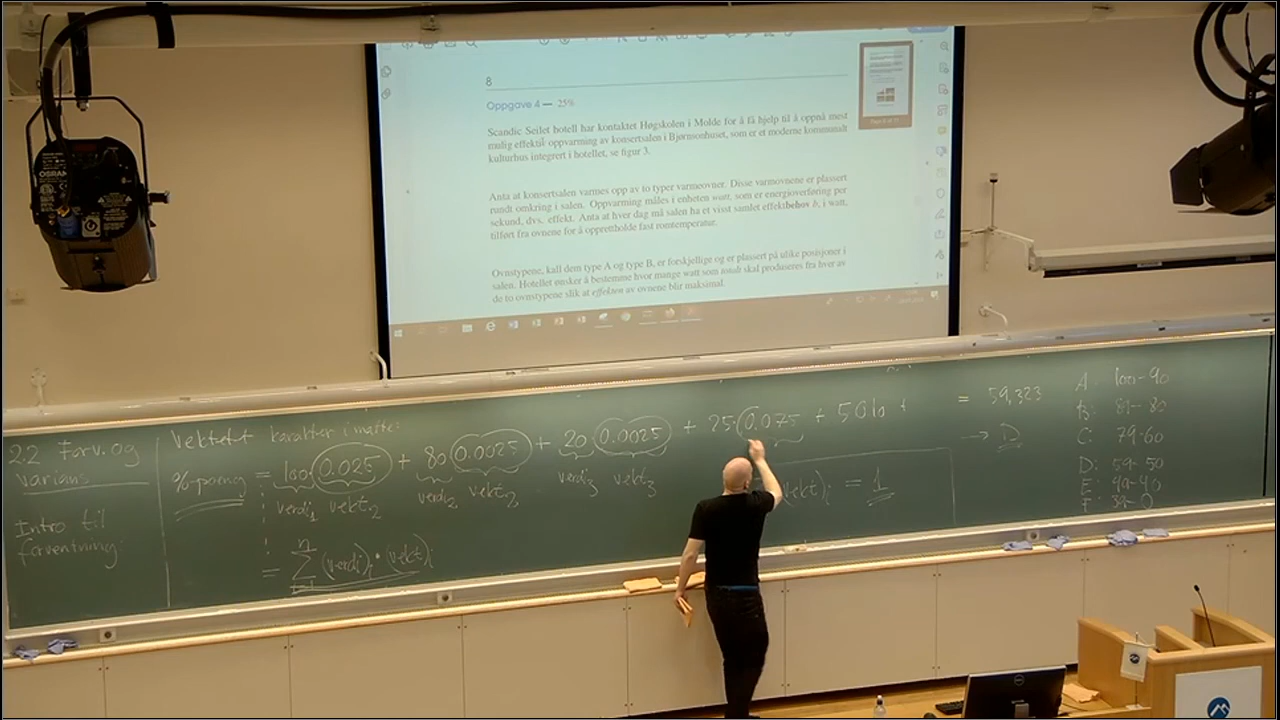 8
Oppgave 4 — 25%
Scandic Seilet hotell har kontaktet Høgskolen i Molde for å få hjelp til å oppnå mest
mulig effektiv oppvarming av konsertsalen i Bjørnsonhuset, som er et moderne kommunalt
kulturhus integrert i hotellet, se figur 3.
Anta at konsertsalen varmes opp av to typer varmeovner. Disse varmovnene er plassert
rundt omkring i salen. Oppvarming måles i enheten watt, som er energioverføring per
sekund, dvs. effekt. Anta at hver dag må salen ha et visst samlet effektbehov b, i watt,
tilført fra ovnene for å opprettholde fast romtemperatur.
Ovnstypene, kall dem type A og type B, er forskjellige og er plassert på ulike posisjoner i
salen. Hotellet ønsker å bestemme hvor mange watt som totalt skal produseres fra hver av
de to ovnstypene slik at effekten av ovnene blir maksimal.
2.2 Forv. og
varians
Intro til
forventning:
Vektet karakter i matte:
%-poeng = 100 · 0.025 + 80 · 0.0025 + 20 · 0.0025 + 25 · 0.075 + = 59,323
verdi₁ vekt₂ verdi₂ vekt₂ verdi₃ vekt₃
= Σ (verdi)ᵢ · (vekt)ᵢ
n
vekt)ᵢ = 1
→ D
A: 100-90
B: 80
C: 79-60
D: 59-50
E: 49-40
F: 39-0
OSRAM
DELL